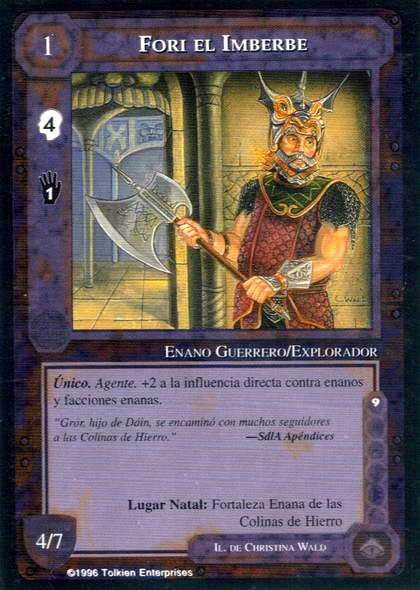 1
FORI EL IMBERBE
4
1
C.WALD
ENANO GUERRERO/EXPLORADOR
Único. Agente. +2 a la influencia directa contra enanos
y facciones enanas.
9
"Grór, hijo de Dáin, se encaminó con muchos seguidores
a las Colinas de Hierro." —SdlA Apéndices
Lugar Natal: Fortaleza Enana de las
Colinas de Hierro
4/7
IL. DE CHRISTINA WALD
©1996 Tolkien Enterprises